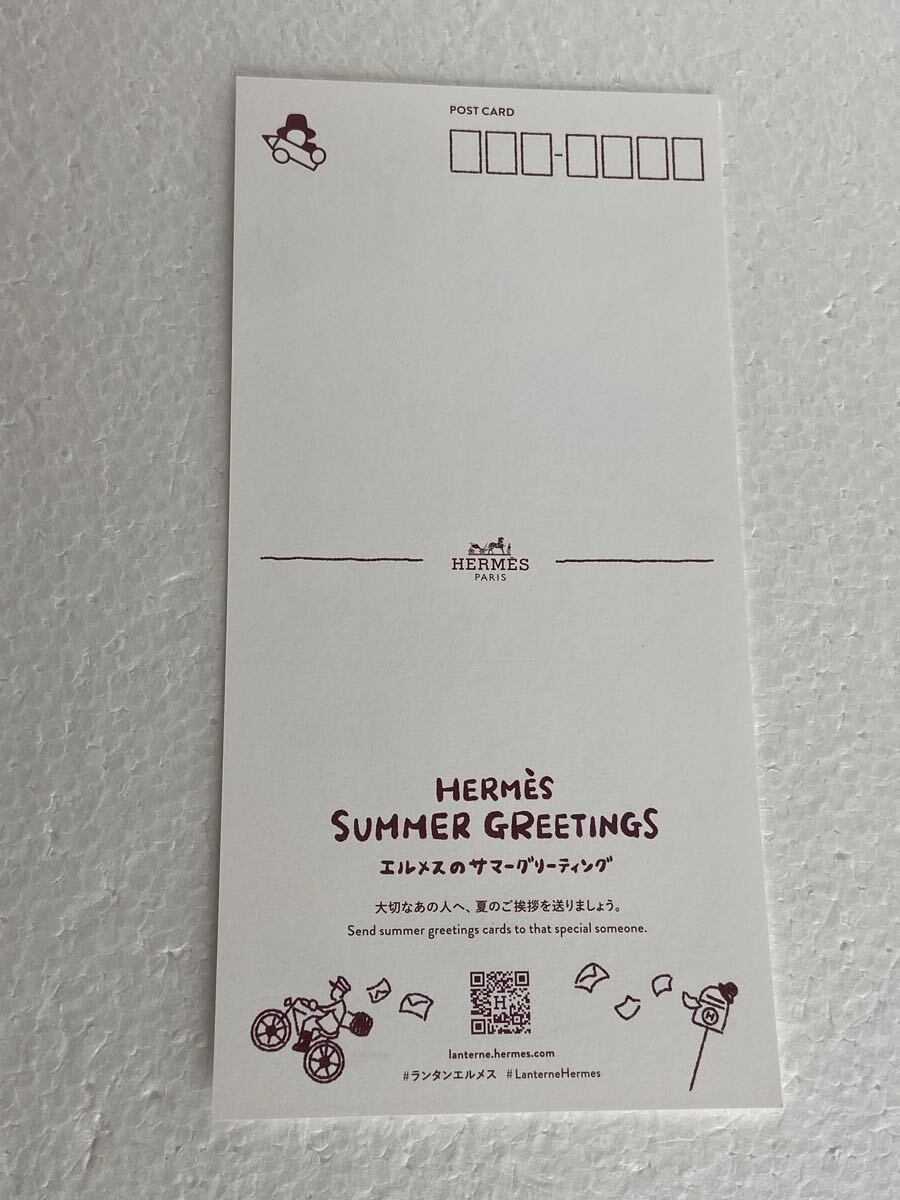 POST CARD
HERMÈS
PARIS
HERMÈS
SUMMER GREETINGS
エルメスのサマーグリーティング
大切なあの人へ、夏のご挨拶を送りましょう。
Send summer greetings cards to that special someone.
H
H
lanterne.hermes.com
#ランタンエルメス #LanterneHermes